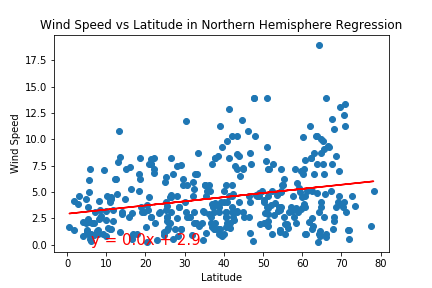 Wind Speed vs Latitude in Northern Hemisphere Regression
17.5
15.0
12.5
10.0
7.5
5.0
2.5
0.0
Wind Speed
y = 0.0x + 2.9
0 10 20 30 40 50 60 70 80
Latitude